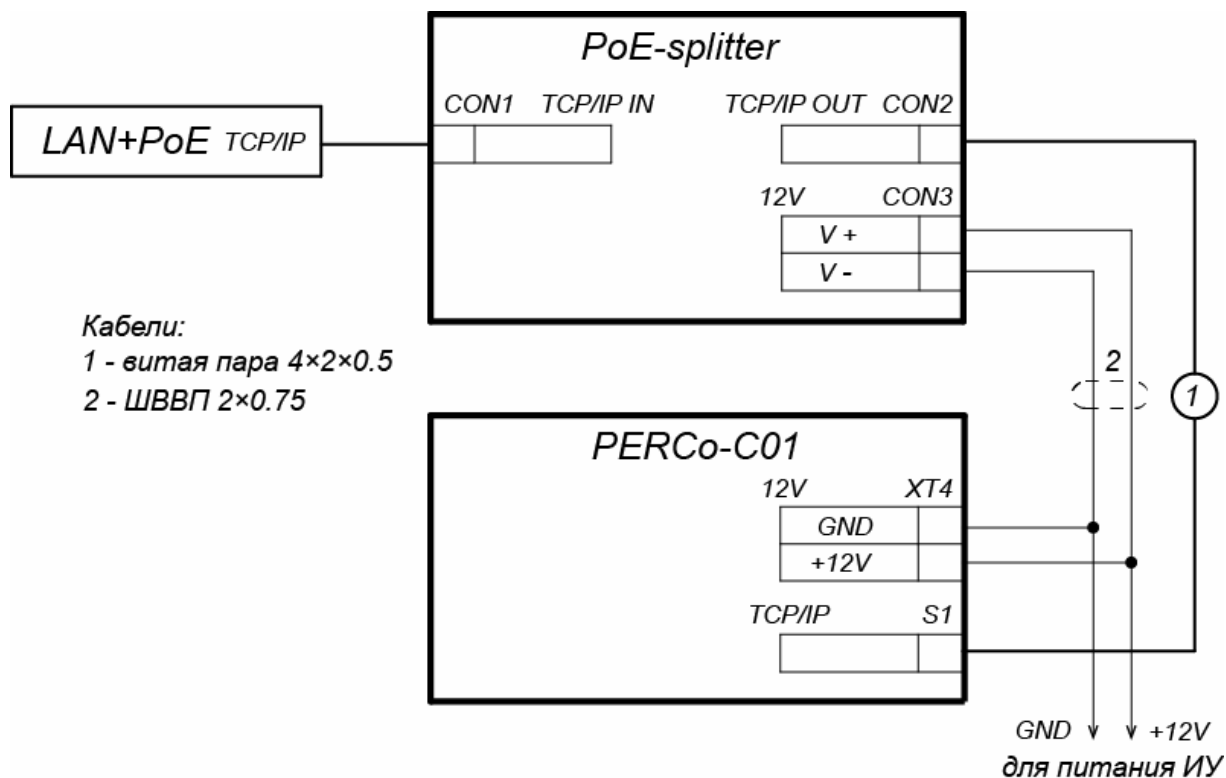 PoE-splitter
CON1 TCP/IP IN TCP/IP OUT CON2
LAN+PoE TCP/IP
12V CON3
V +
V -
Кабели:
1 - витая пара 4×2×0.5
2 - ШВВП 2×0.75
2
1
PERCo-C01
12V XT4
GND
+12V
TCP/IP S1
GND +12V
для питания ИУ